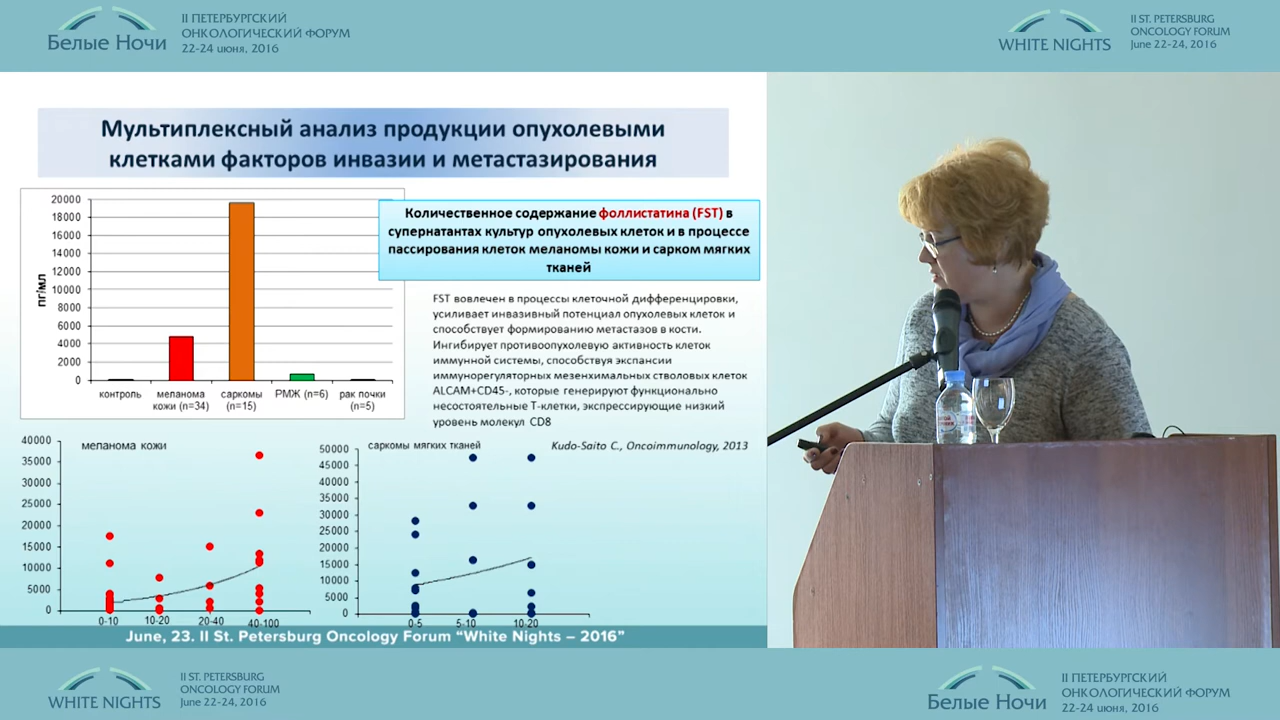 Белые Ночи
II ПЕТЕРБУРГСКИЙ
ОНКОЛОГИЧЕСКИЙ ФОРУМ
22-24 июня, 2016
WHITE NIGHTS
II ST. PETERSBURG
ONCOLOGY FORUM
June 22-24, 2016
Мультиплексный анализ продукции опухолевыми
клетками факторов инвазии и метастазирования
20000
18000
16000
14000
12000
10000
8000
6000
4000
2000
0
пг/мл
контроль
меланома
кожи (n=34)
саркомы
(n=15)
РМЖ (n=6)
рак почки
(n=5)
Количественное содержание фоллистатина (FST) в
супернатантах культур опухолевых клеток и в процессе
пассирования клеток меланомы кожи и сарком мягких
тканей
FST вовлечен в процессы клеточной дифференцировки,
усиливает инвазивный потенциал опухолевых клеток и
способствует формированию метастазов в кости.
Ингибирует противоопухолевую активность клеток
иммунной системы, способствуя экспансии
иммунорегуляторных мезенхимальных стволовых клеток
ALCAM+CD45-, которые генерируют функционально
несостоятельные Т-клетки, экспрессирующие низкий
уровень молекул CD8
Kudo-Saito C., Oncoimmunology, 2013
меланома кожи
40000
35000
30000
25000
20000
15000
10000
5000
0
0-10
10-20
20-40
40-100
саркомы мягких тканей
50000
45000
40000
35000
30000
25000
20000
15000
10000
5000
0
0-5
5-10
10-20
June, 23. II St. Petersburg Oncology Forum “White Nights – 2016”
WHITE NIGHTS
II ST. PETERSBURG
ONCOLOGY FORUM
June 22-24, 2016
Белые Ночи
II ПЕТЕРБУРГСКИЙ
ОНКОЛОГИЧЕСКИЙ ФОРУМ
22-24 июня, 2016